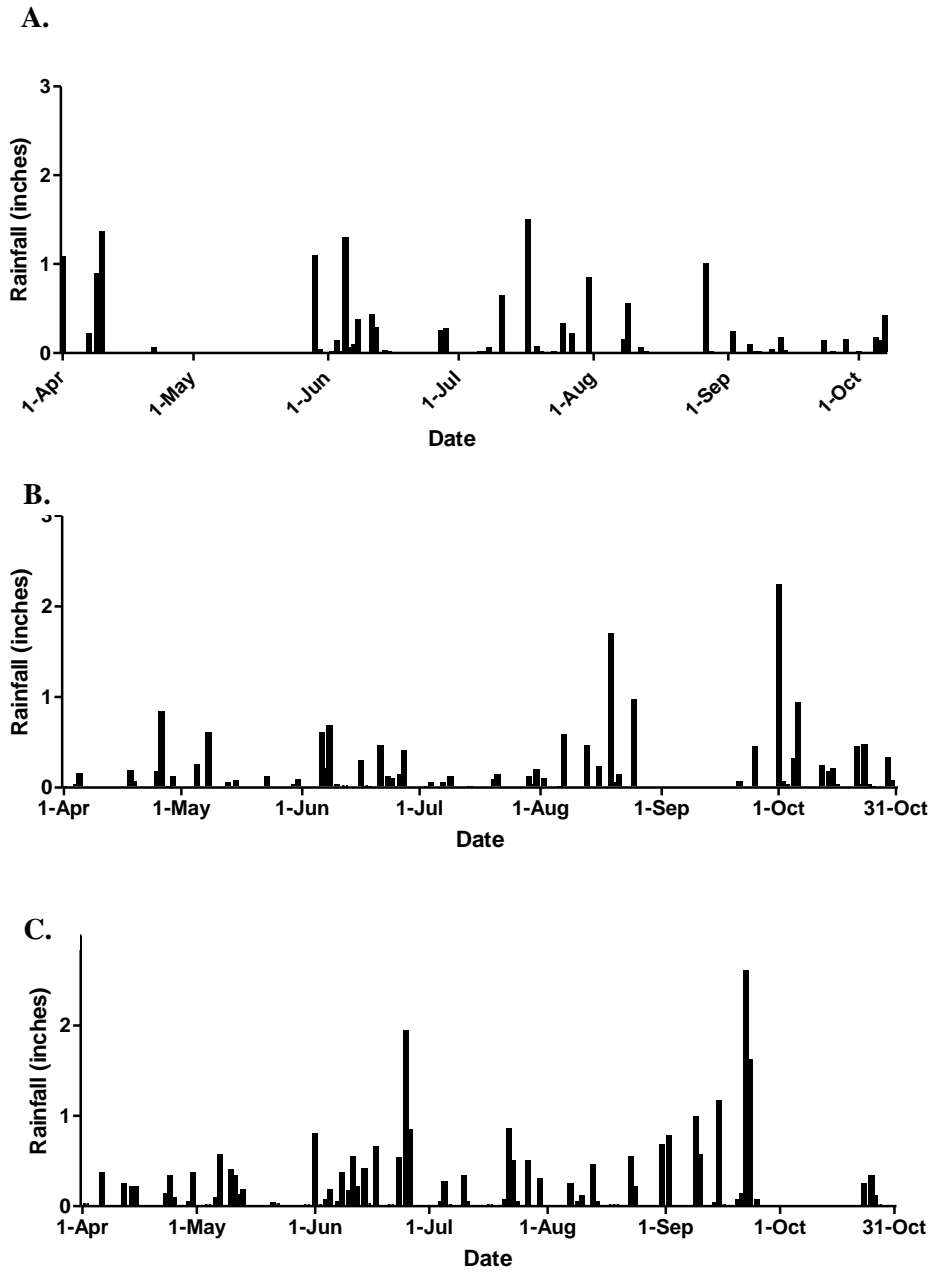 A.
Rainfall (inches)
3
2
1
0
1-Apr
1-May
1-Jun
1-Jul
1-Aug
1-Sep
1-Oct
Date
B.
Rainfall (inches)
3
2
1
0
1-Apr
1-May
1-Jun
1-Jul
1-Aug
1-Sep
1-Oct
31-Oct
Date
C.
Rainfall (inches)
2
1
0
1-Apr
1-May
1-Jun
1-Jul
1-Aug
1-Sep
1-Oct
31-Oct
Date